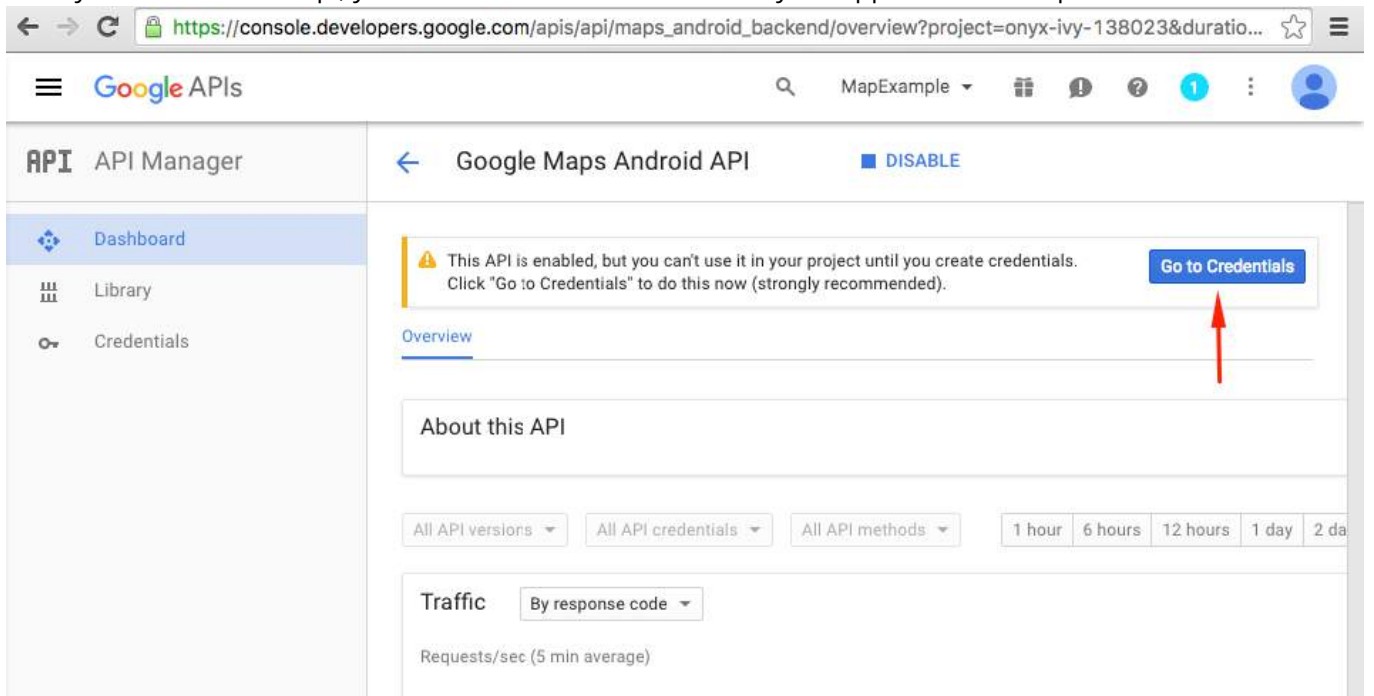 https://console.developers.google.com/apis/api/maps_android_backend/overview?project=onyx-ivy-138023&duratio...
Google APIs
MapExample
1
API API Manager
Google Maps Android API
DISABLE
Dashboard
Library
Credentials
This API is enabled, but you can't use it in your project until you create credentials.
Click "Go to Credentials" to do this now (strongly recommended).
Go to Credentials
Overview
About this API
All API versions
All API credentials
All API methods
1 hour
6 hours
12 hours
1 day
2 da
Traffic
By response code
Requests/sec (5 min average)